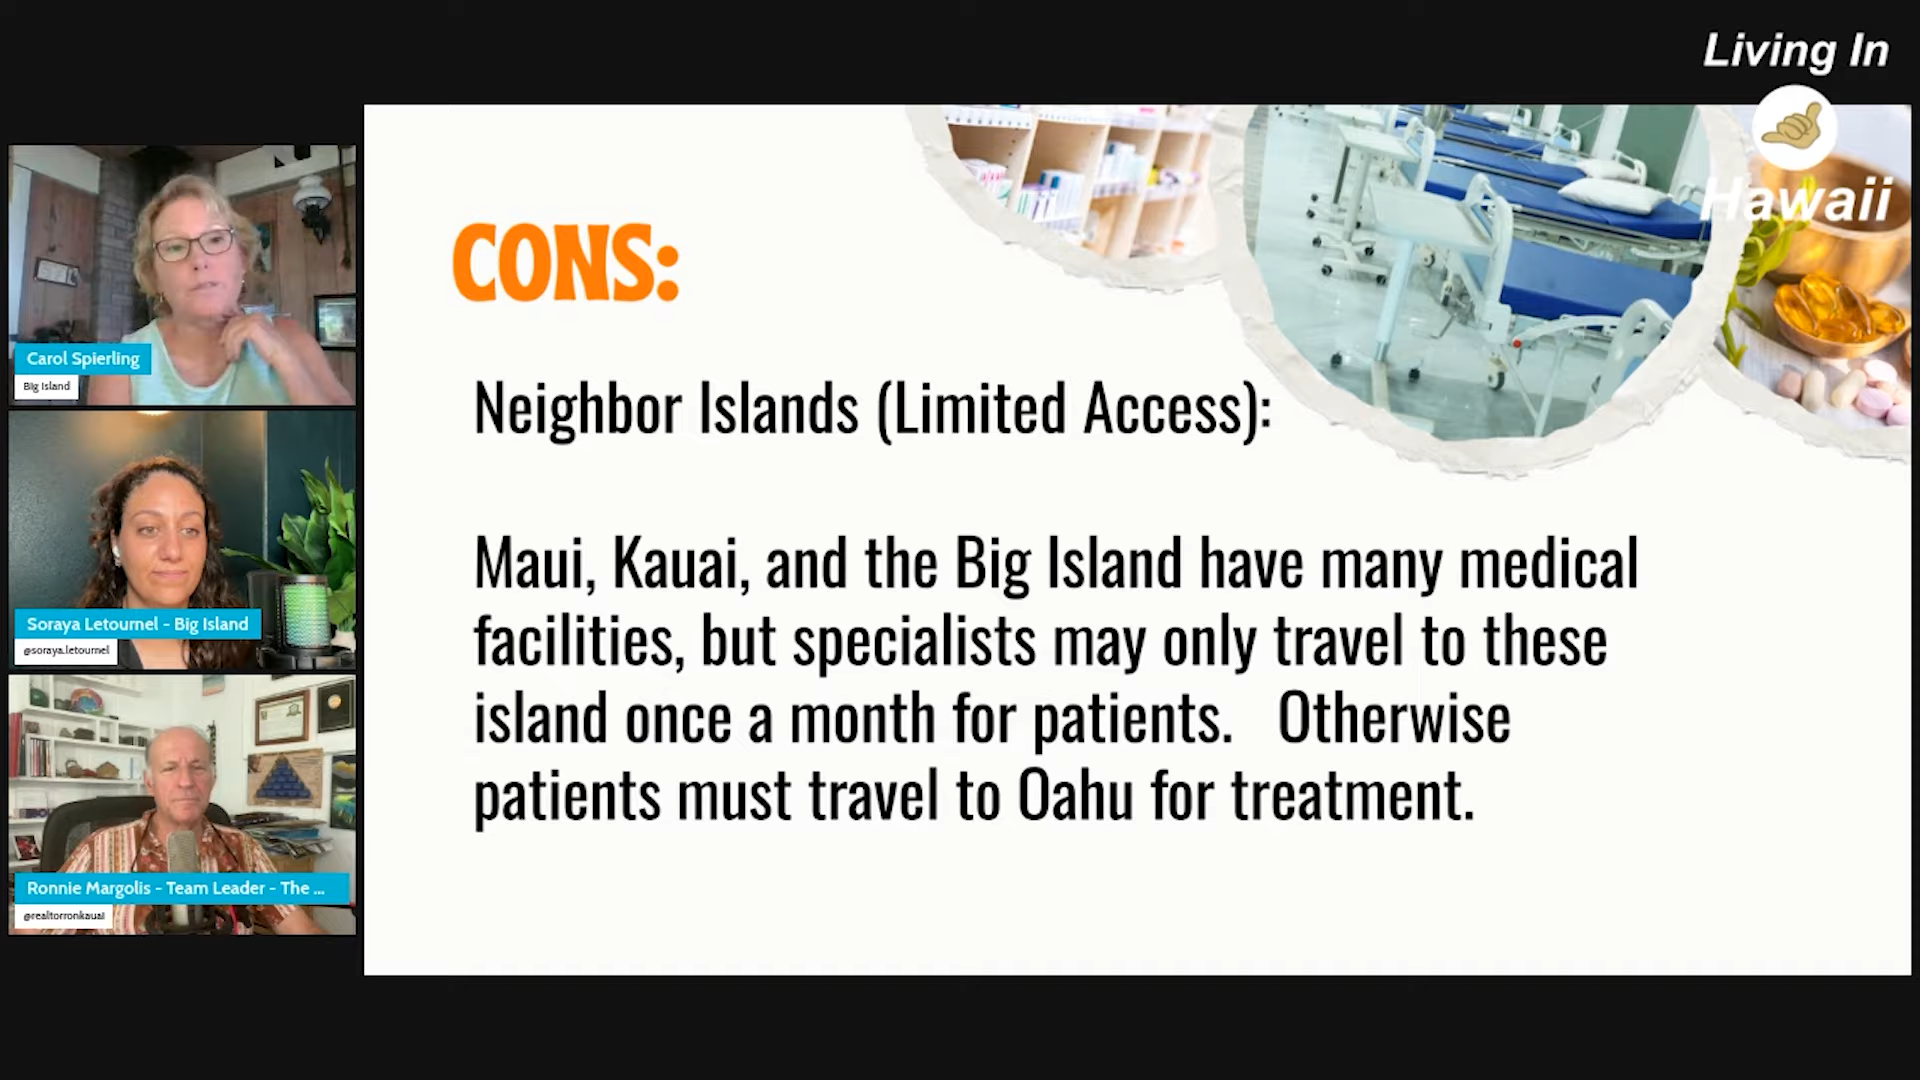 Living In
Hawaii
CONS:
Neighbor Islands (Limited Access):
Maui, Kauai, and the Big Island have many medical
facilities, but specialists may only travel to these
island once a month for patients. Otherwise
patients must travel to Oahu for treatment.
Carol Spierling
Big Island
Soraya Letournel - Big Island
@soraya.letournel
Ronnie Margolis - Team Leader - The ...
@realtorronkauai